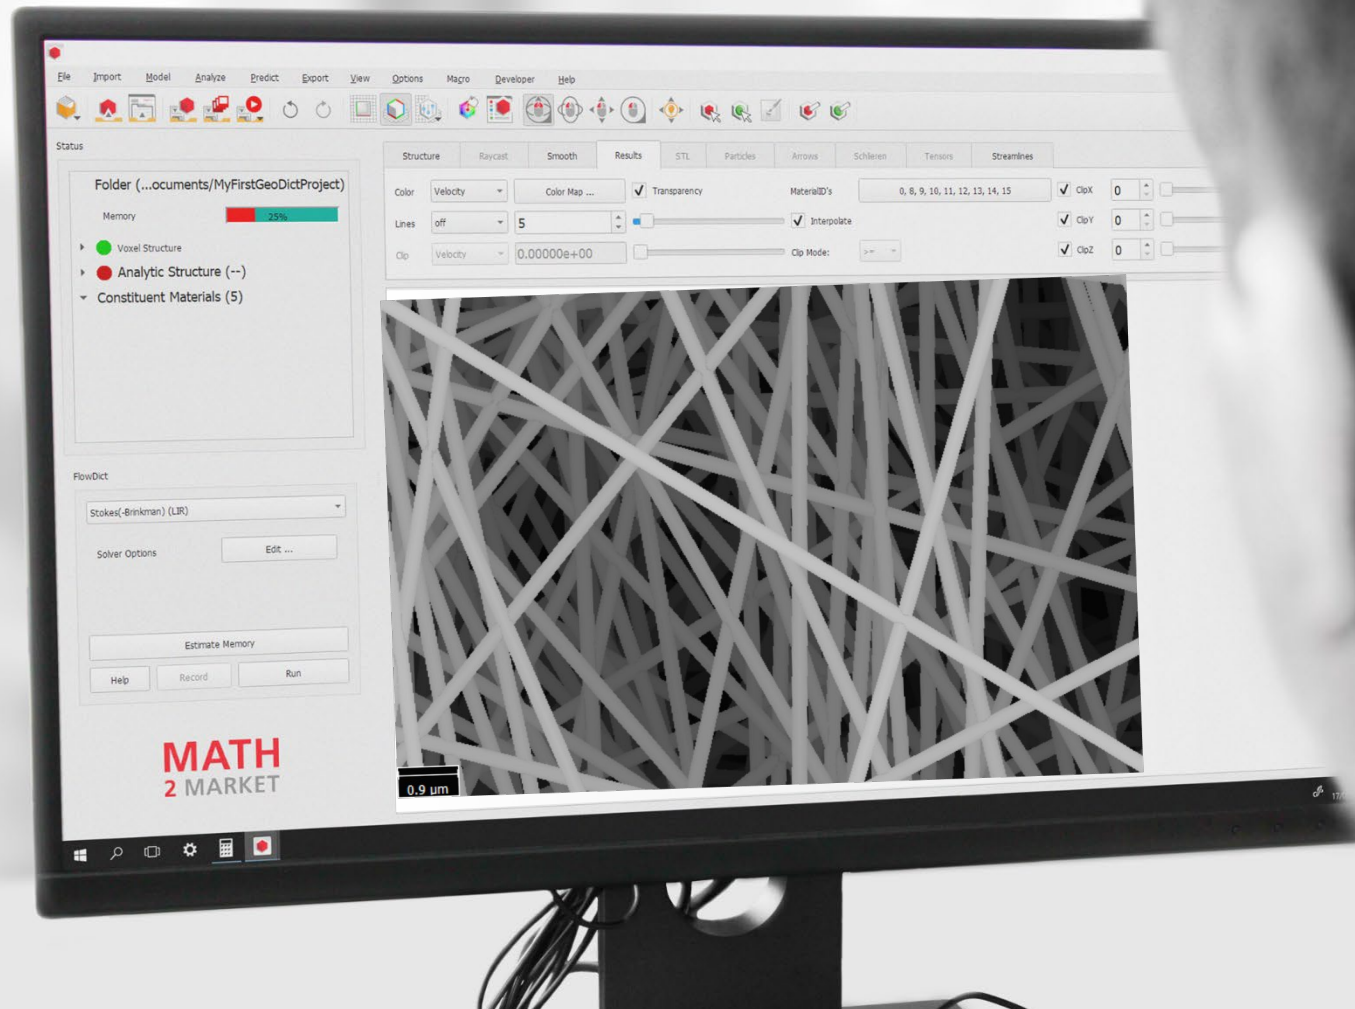 File Import Model Analyze Predict Export View Options Macro Developer Help
Status
Folder (...ocuments/MyFirstGeoDictProject)
Memory 25%
Voxel Structure
Analytic Structure (--)
Constituent Materials (5)
FlowDict
Stokes(-Brinkman) (LIR)
Solver Options Edit ...
Estimate Memory
Help Record Run
MATH
2 MARKET
Structure Raycast Smooth Results STL Particles Arrows Schlieren Tensors Streamlines
Color Velocity Color Map ... Transparency MaterialID's 0, 8, 9, 10, 11, 12, 13, 14, 15 ClipX 0
Lines off 5 Interpolate ClipY 0
Clip Velocity 0.00000e+00 Clip Mode: >= ClipZ 0
0.9 µm